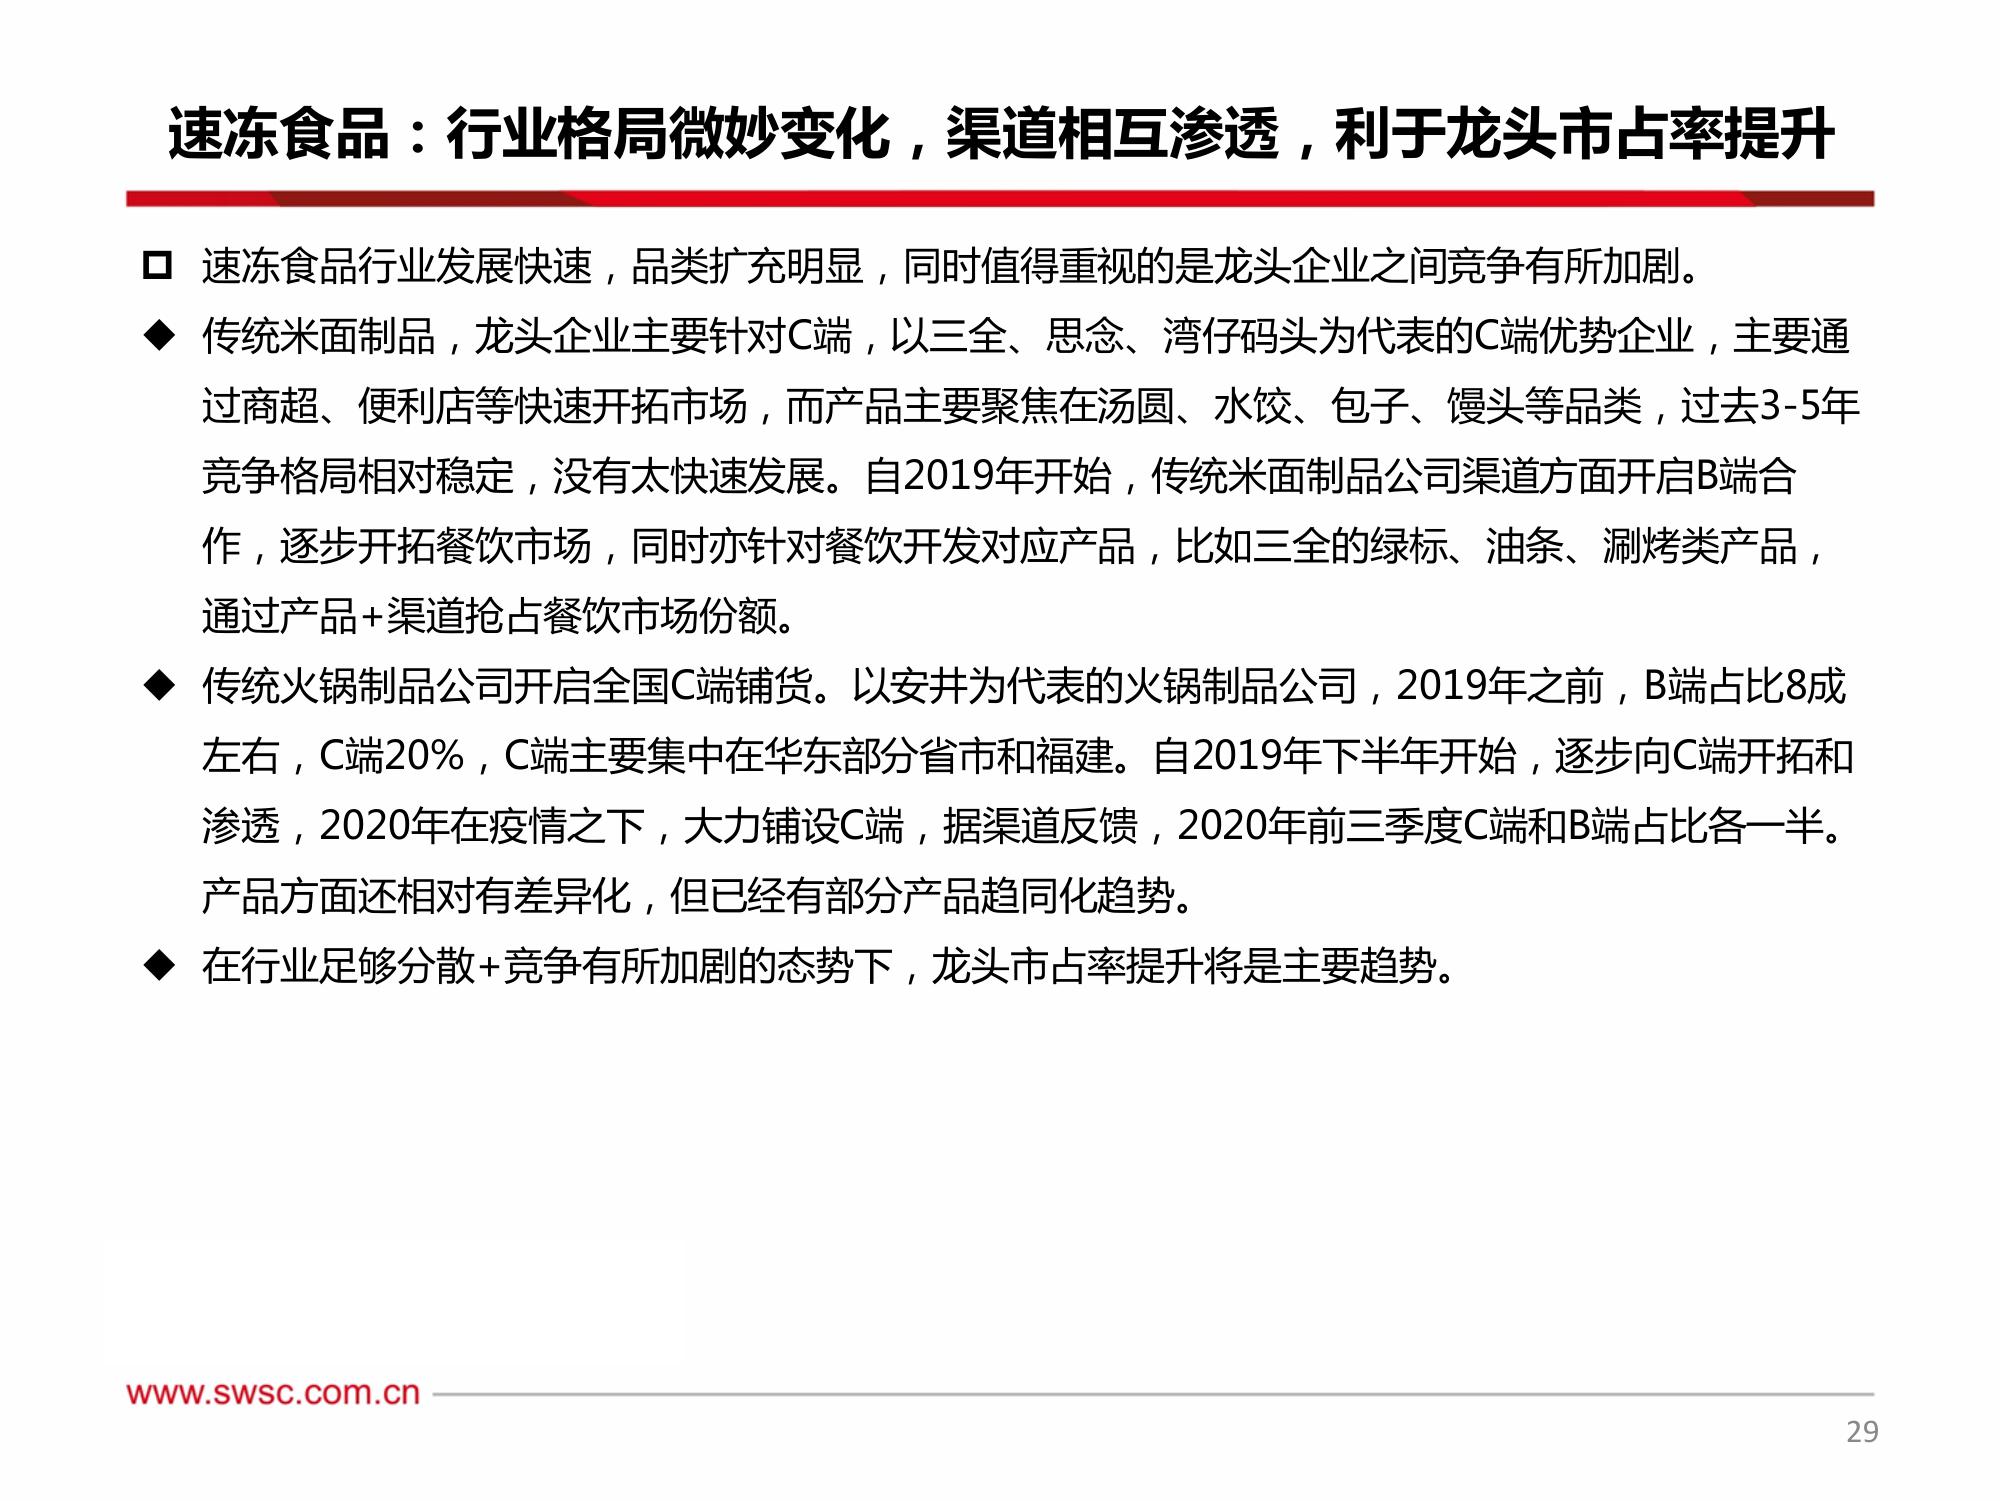 速冻食品：行业格局微妙变化，渠道相互渗透，利于龙头市占率提升
速冻食品行业发展快速，品类扩充明显，同时值得重视的是龙头企业之间竞争有所加剧。
传统米面制品，龙头企业主要针对C端，以三全、思念、湾仔码头为代表的C端优势企业，主要通
过商超、便利店等快速开拓市场，而产品主要聚焦在汤圆、水饺、包子、馒头等品类，过去3-5年
竞争格局相对稳定，没有太快速发展。自2019年开始，传统米面制品公司渠道方面开启B端合
作，逐步开拓餐饮市场，同时亦针对餐饮开发对应产品，比如三全的绿标、油条、涮烤类产品，
通过产品+渠道抢占餐饮市场份额。
传统火锅制品公司开启全国C端铺货。以安井为代表的火锅制品公司，2019年之前，B端占比8成
左右，C端20%，C端主要集中在华东部分省市和福建。自2019年下半年开始，逐步向C端开拓和
渗透，2020年在疫情之下，大力铺设C端，据渠道反馈，2020年前三季度C端和B端占比各一半。
产品方面还相对有差异化，但已经有部分产品趋同化趋势。
在行业足够分散+竞争有所加剧的态势下，龙头市占率提升将是主要趋势。
www.swsc.com.cn
29